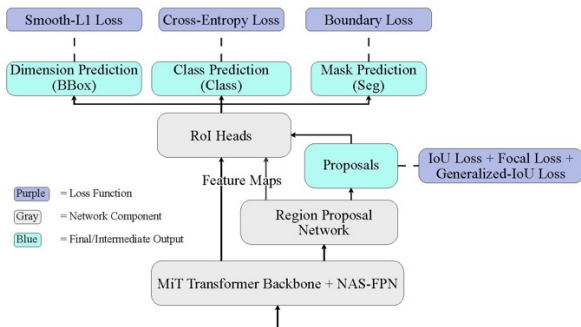 Smooth-L1 Loss
Cross-Entropy Loss
Boundary Loss
Dimension Prediction
(BBox)
Class Prediction
(Class)
Mask Prediction
(Seg)
RoI Heads
Proposals
IoU Loss + Focal Loss +
Generalized-IoU Loss
Feature Maps
Purple = Loss Function
Gray = Network Component
Blue = Final/Intermediate Output
Region Proposal
Network
MiT Transformer Backbone + NAS-FPN